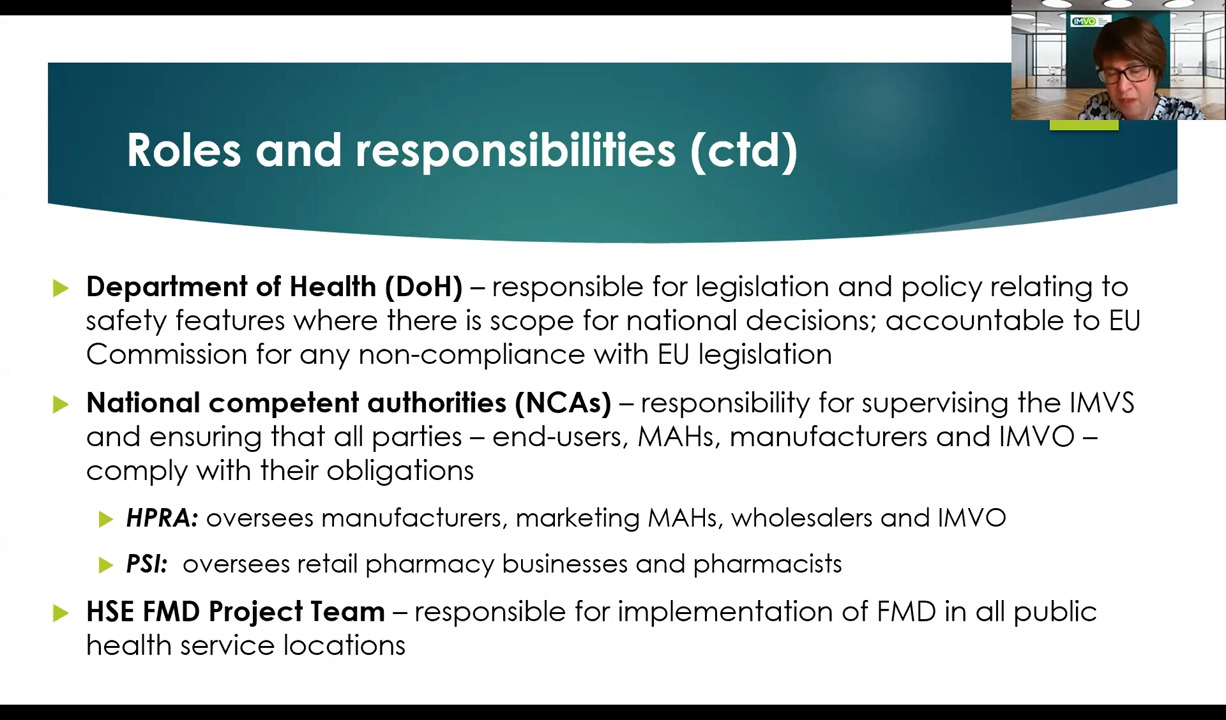 IMVO
Roles and responsibilities (ctd)
Department of Health (DoH) – responsible for legislation and policy relating to
safety features where there is scope for national decisions; accountable to EU
Commission for any non-compliance with EU legislation
National competent authorities (NCAs) – responsibility for supervising the IMVS
and ensuring that all parties – end-users, MAHs, manufacturers and IMVO –
comply with their obligations
HPRA: oversees manufacturers, marketing MAHs, wholesalers and IMVO
PSI: oversees retail pharmacy businesses and pharmacists
HSE FMD Project Team – responsible for implementation of FMD in all public
health service locations